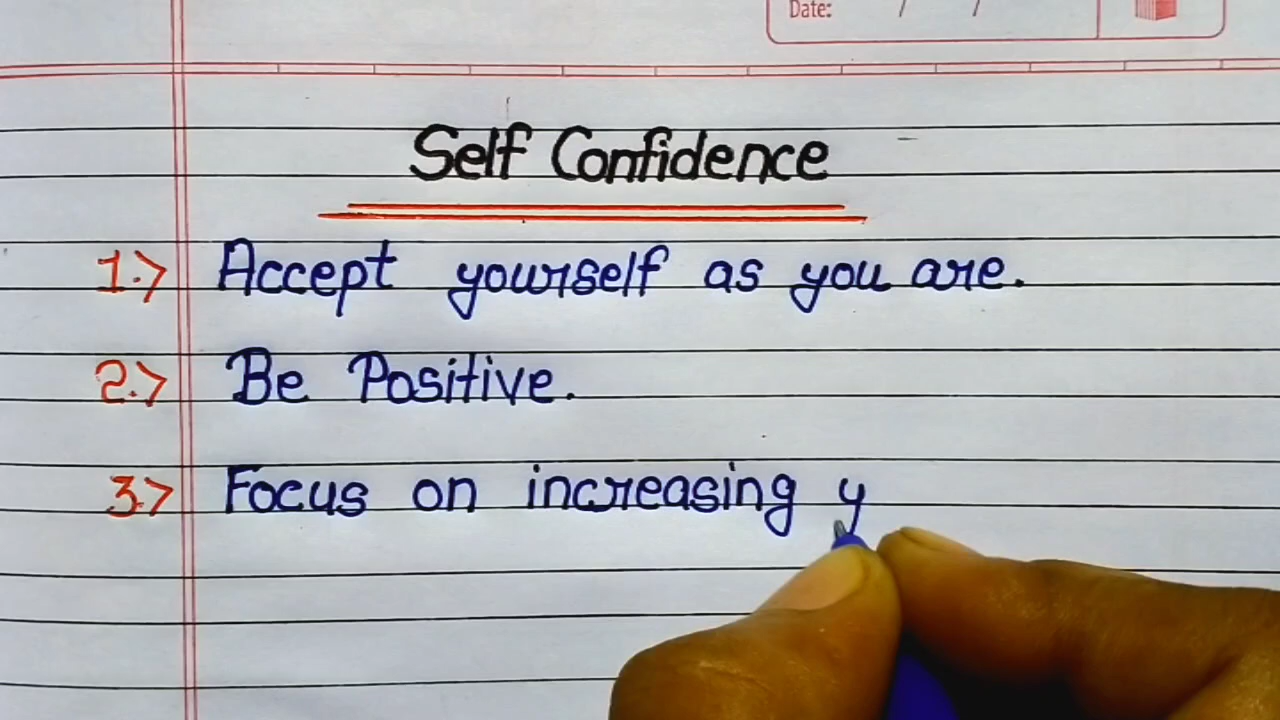 Date: / /
Self Confidence
1.> Accept yourself as you are.
2.> Be Positive.
3.> Focus on increasing y